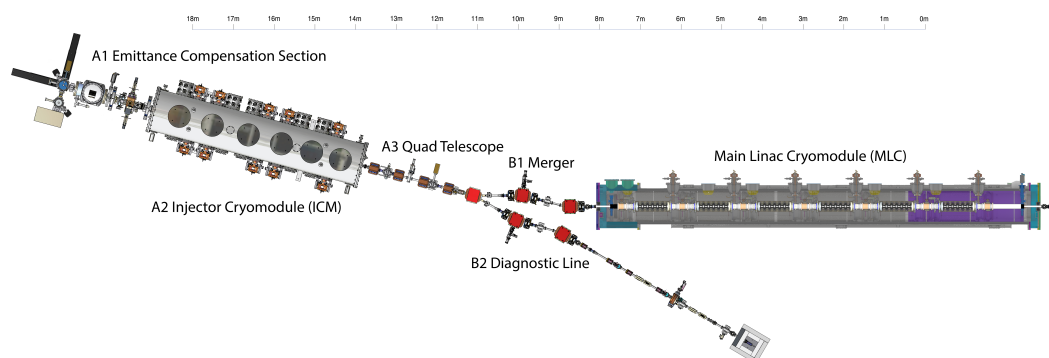 18m 17m 16m 15m 14m 13m 12m 11m 10m 9m 8m 7m 6m 5m 4m 3m 2m 1m 0m
A1 Emittance Compensation Section
A3 Quad Telescope
B1 Merger
Main Linac Cryomodule (MLC)
A2 Injector Cryomodule (ICM)
B2 Diagnostic Line